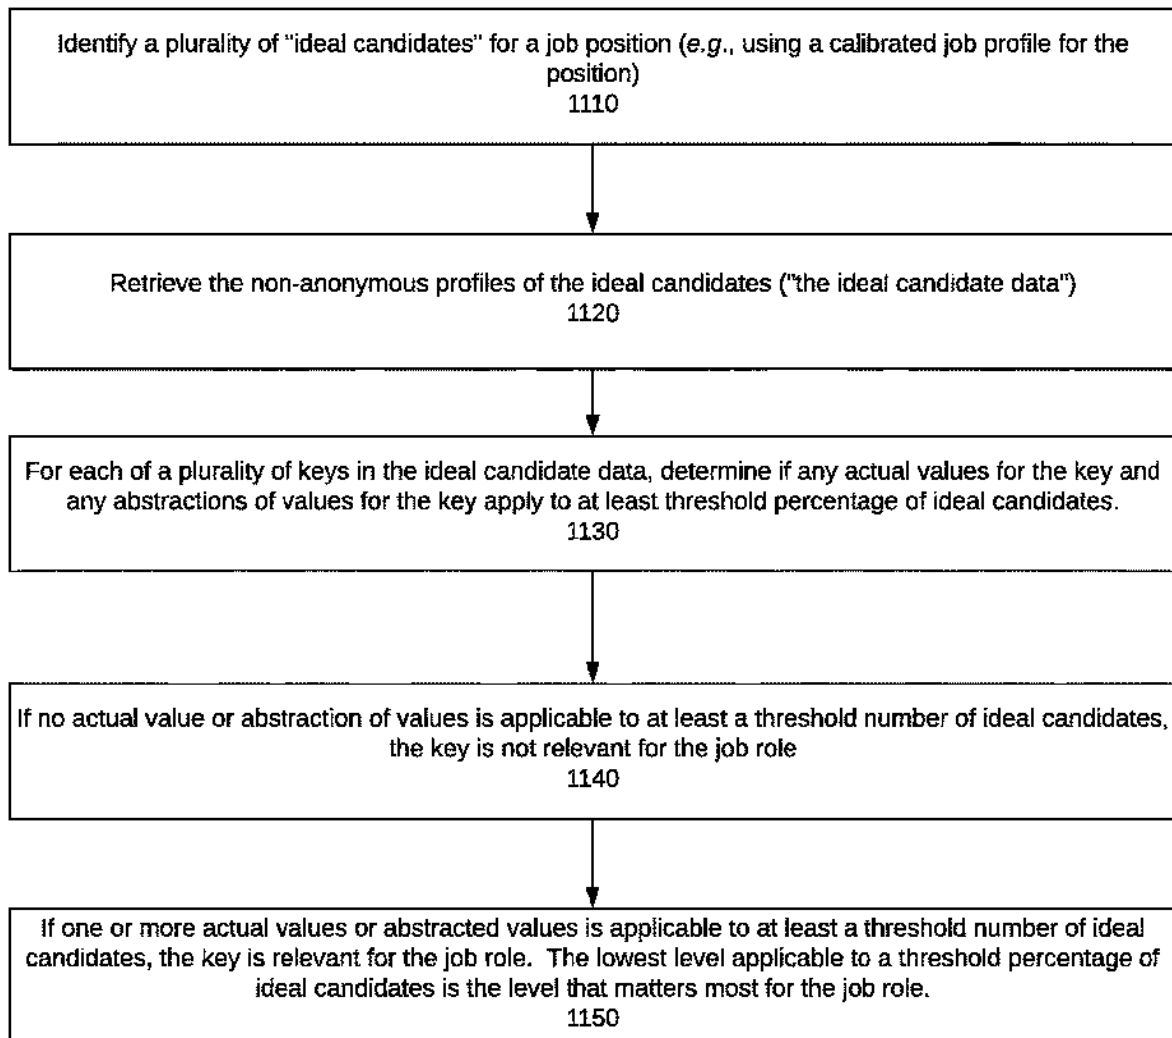 Identify a plurality of "ideal candidates" for a job position (e.g., using a calibrated job profile for the
position)
1110
Retrieve the non-anonymous profiles of the ideal candidates ("the ideal candidate data")
1120
For each of a plurality of keys in the ideal candidate data, determine if any actual values for the key and
any abstractions of values for the key apply to at least threshold percentage of ideal candidates.
1130
If no actual value or abstraction of values is applicable to at least a threshold number of ideal candidates,
the key is not relevant for the job role
1140
If one or more actual values or abstracted values is applicable to at least a threshold number of ideal
candidates, the key is relevant for the job role.  The lowest level applicable to a threshold percentage of
ideal candidates is the level that matters most for the job role.
1150